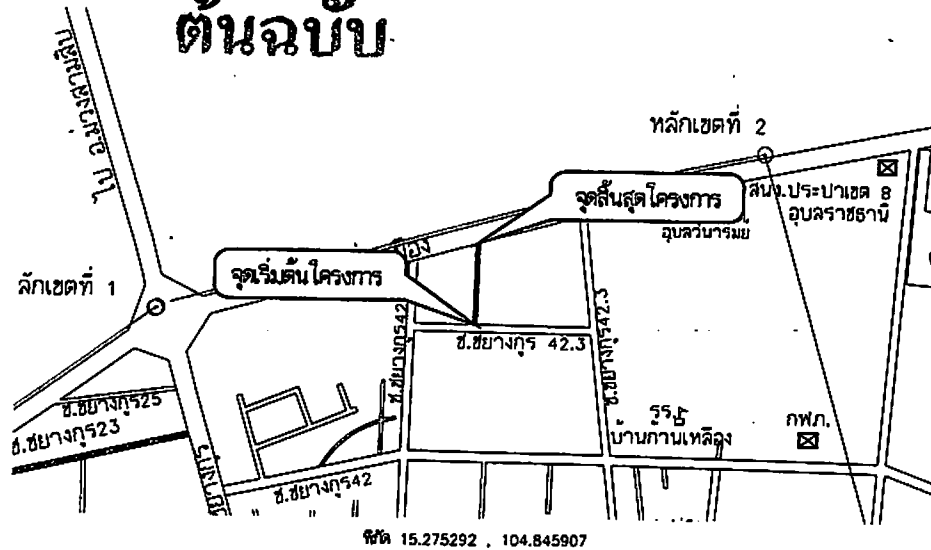 ต้นฉบับ
ไป อ.ม่วงสามสิบ
หลักเขตที่ 2
สนง.ประปาเขต 8
อุบลราชธานี
จุดสิ้นสุดโครงการ
อุบลวนารมย์
จุดเริ่มต้นโครงการ
ลักเขตที่ 1
ซ.ชยางกูร 42.3
ซ.ชยางกูร42
ซ.ชยางกูร42.3
ซ.ชยางกูร25
ซ.ชยางกูร23
รร.
บ้านก้านเหลือง
กฟภ.
ซ.ชยางกูร42
พิกัด 15.275292 , 104.845907